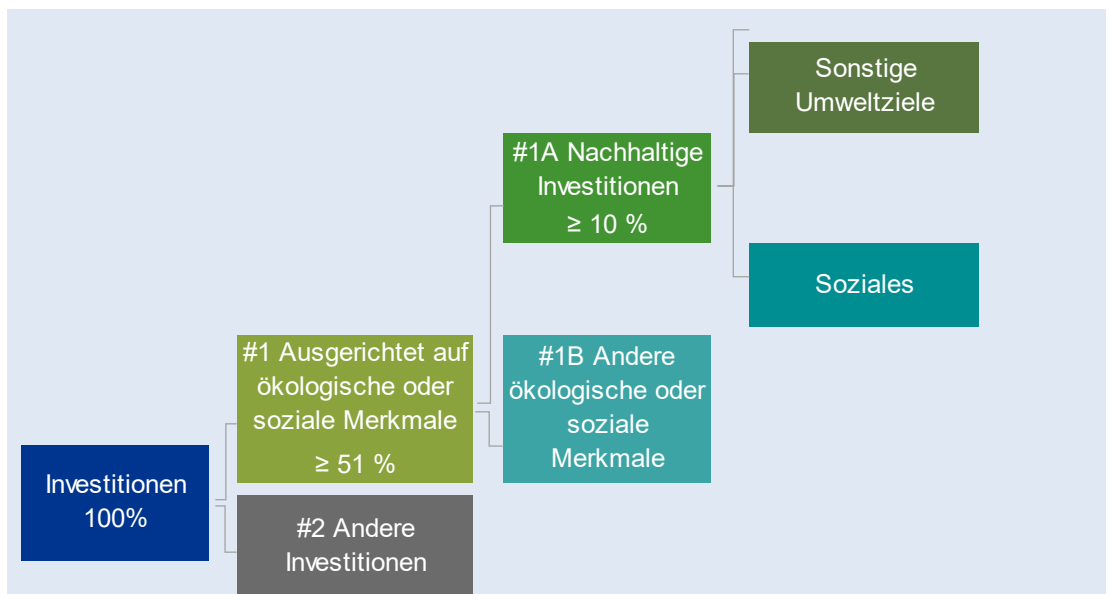 Sonstige
Umweltziele
#1A Nachhaltige
Investitionen
≥ 10 %
Soziales
#1 Ausgerichtet auf
ökologische oder
soziale Merkmale
≥ 51 %
#1B Andere
ökologische oder
soziale
Merkmale
Investitionen
100%
#2 Andere
Investitionen